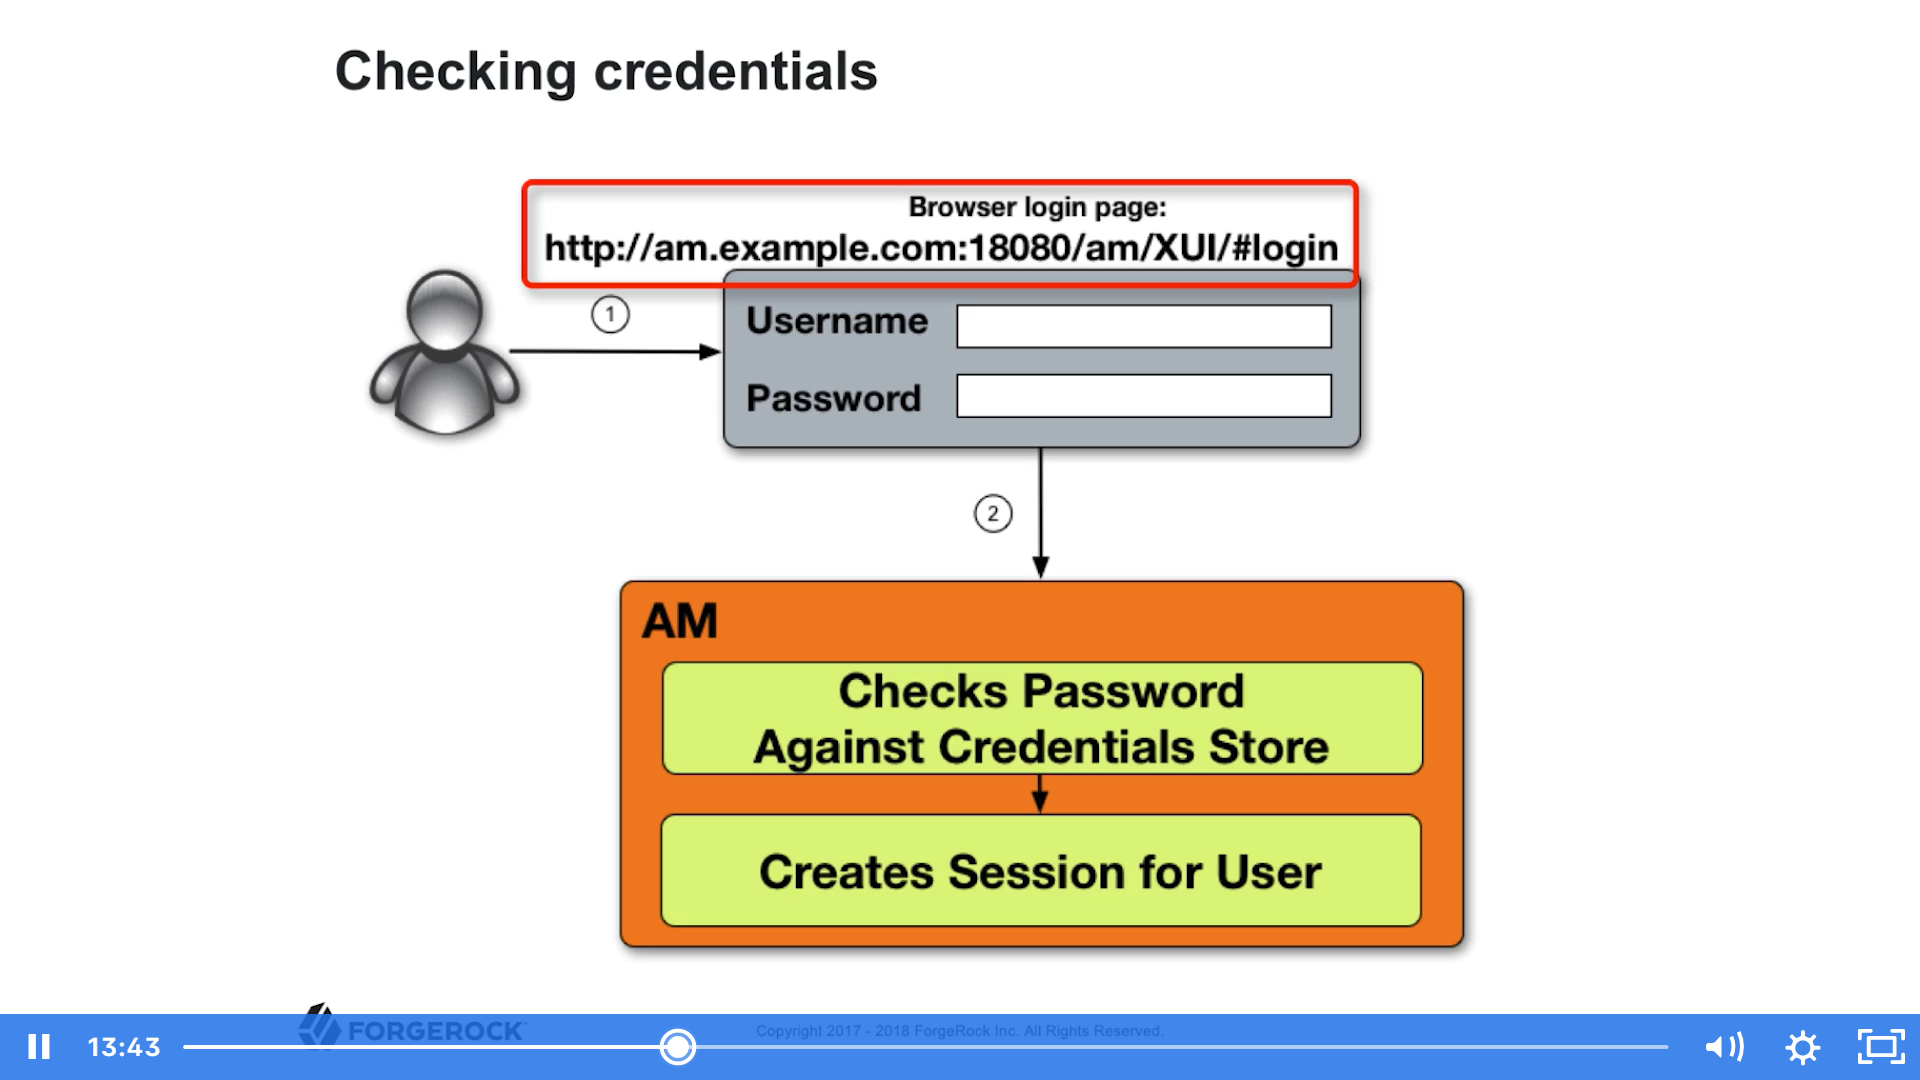 Checking credentials
Browser login page:
http://am.example.com:18080/am/XUI/#login
1
Username
Password
2
AM
Checks Password
Against Credentials Store
Creates Session for User
FORGEROCK
Copyright 2017 - 2018 ForgeRock Inc. All Rights Reserved.
13:43